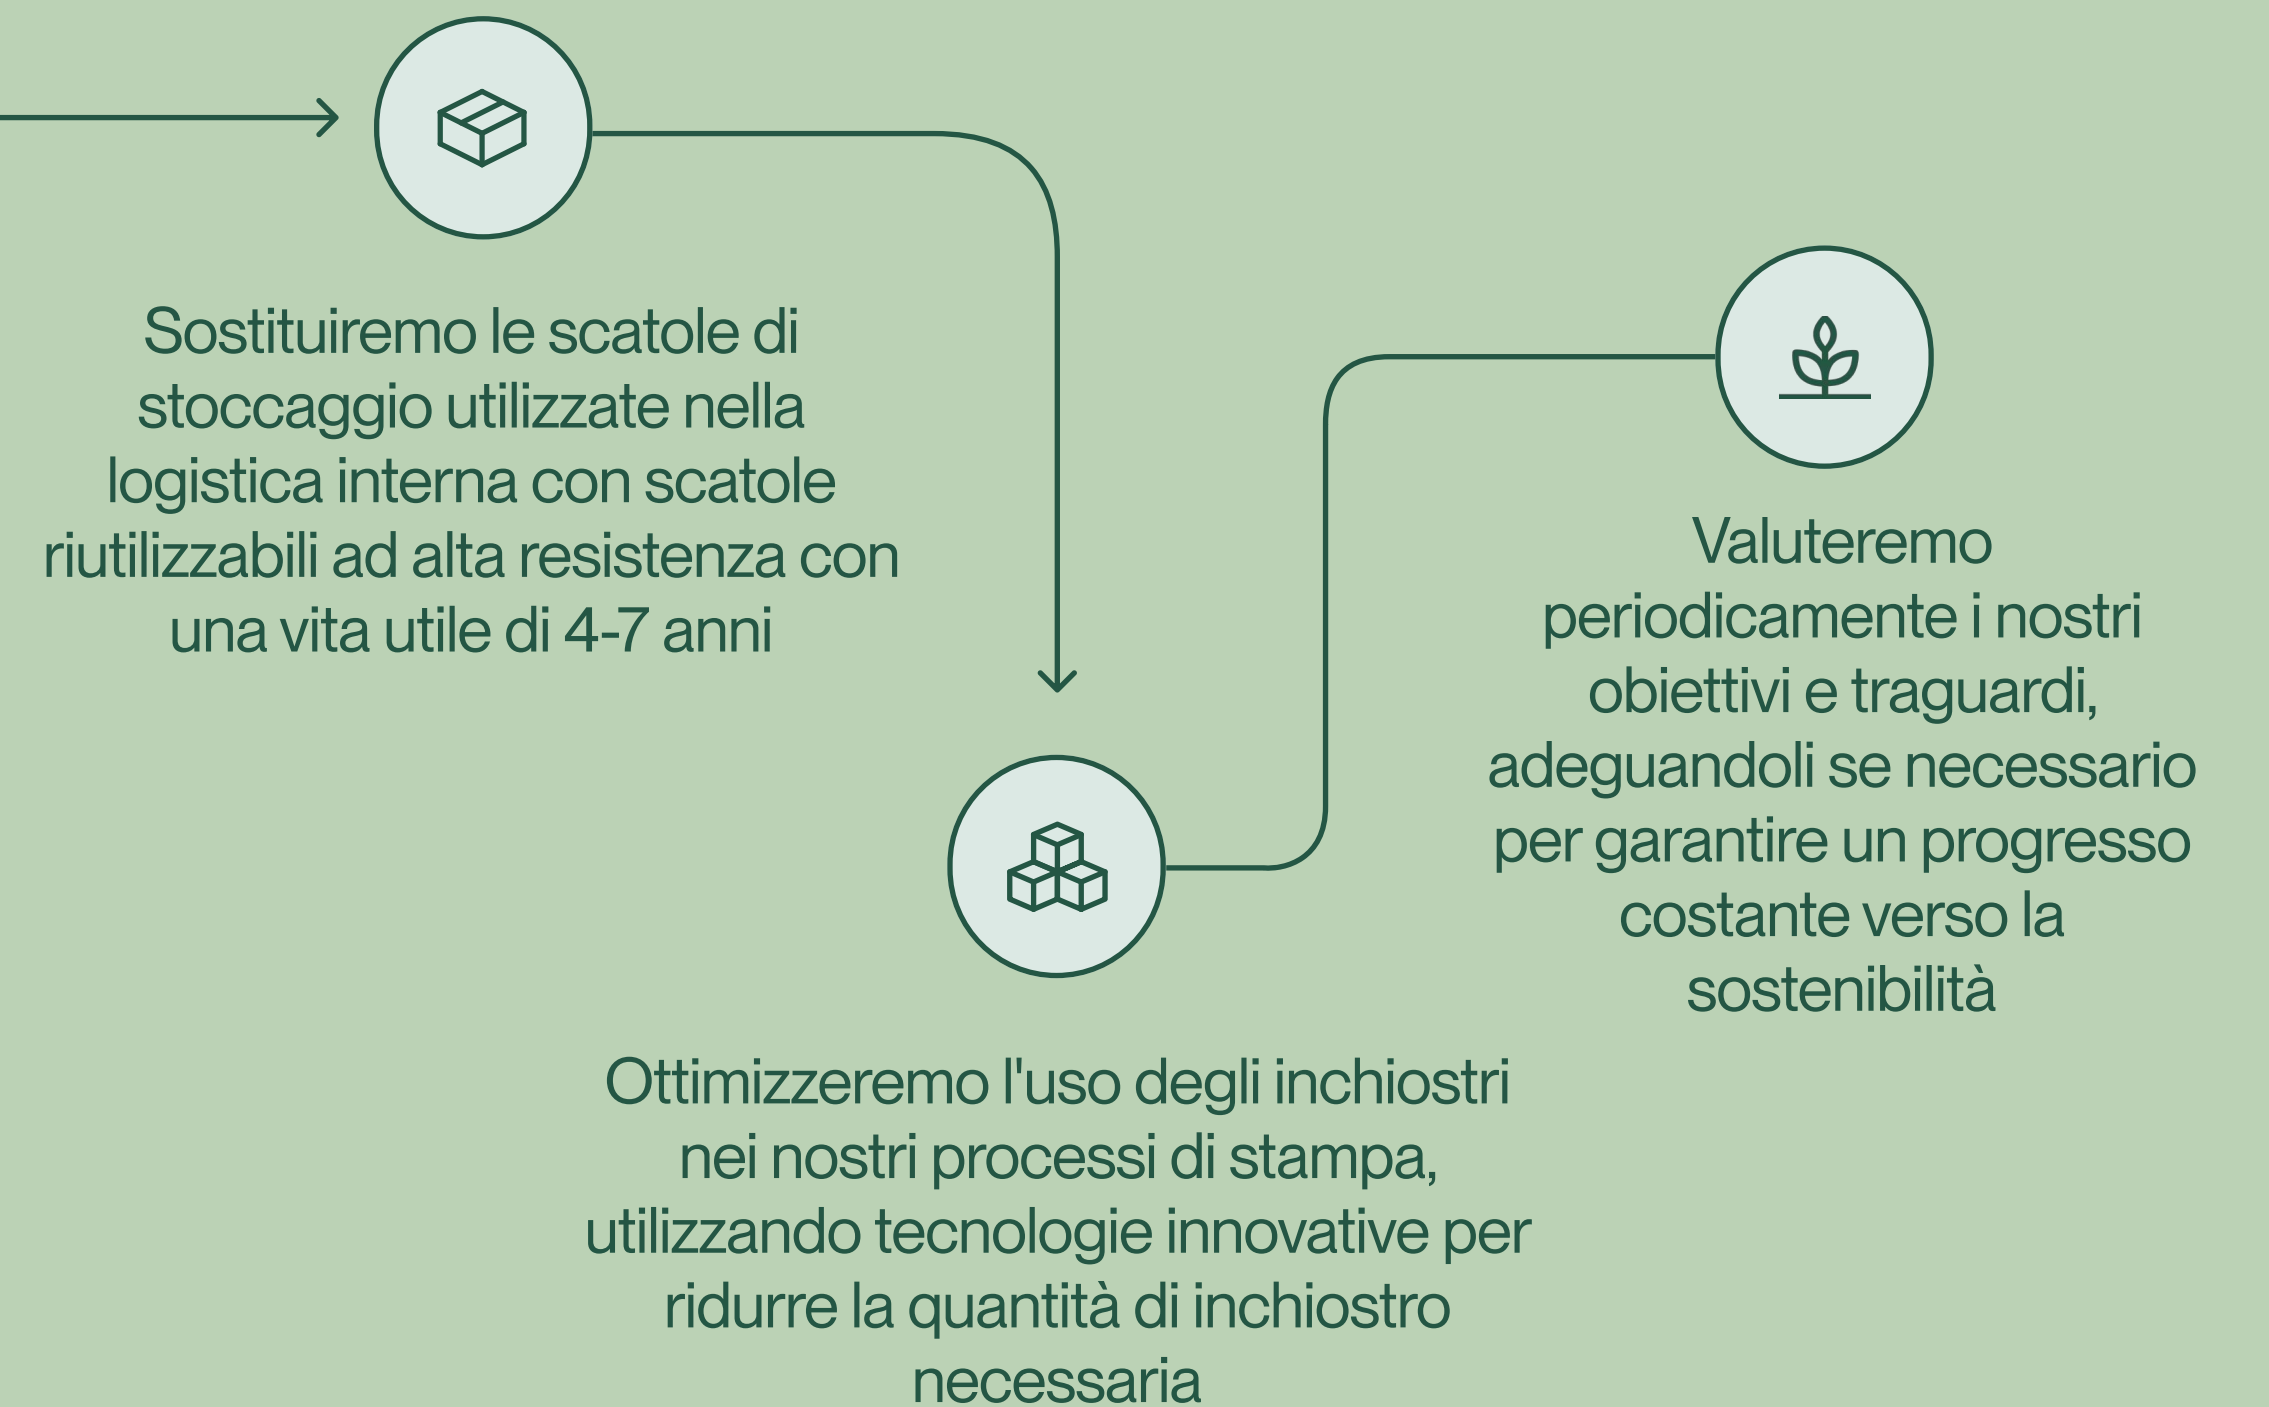 Sostituiremo le scatole di
stoccaggio utilizzate nella
logistica interna con scatole
riutilizzabili ad alta resistenza con
una vita utile di 4-7 anni
Ottimizzeremo l'uso degli inchiostri
nei nostri processi di stampa,
utilizzando tecnologie innovative per
ridurre la quantità di inchiostro
necessaria
Valuteremo
periodicamente i nostri
obiettivi e traguardi,
adeguandoli se necessario
per garantire un progresso
costante verso la
sostenibilità